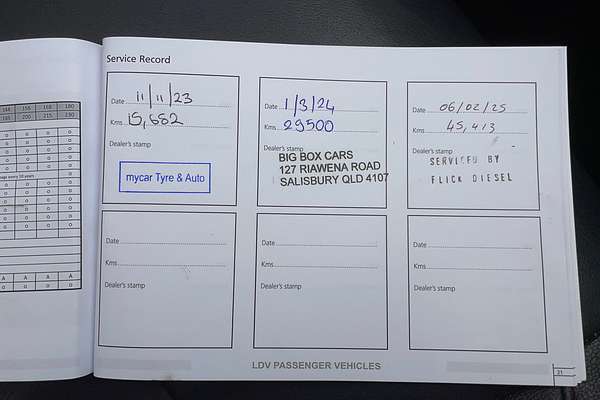 Service Record
Date 11/11/23
Kms 15,682
Dealer's stamp
mycar Tyre & Auto
Date 1/3/24
Kms 29500
Dealer's stamp
BIG BOX CARS
127 RIAWENA ROAD
SALISBURY QLD 4107
Date 06/02/25
Kms 45,413
Dealer's stamp
SERVICED BY
FLICK DIESEL
Date
Kms
Dealer's stamp
Date
Kms
Dealer's stamp
Date
Kms
Dealer's stamp
LDV PASSENGER VEHICLES
21